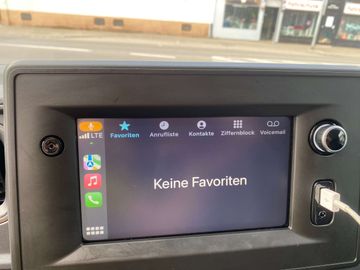 LTE
Favoriten Anrufliste Kontakte Ziffernblock Voicemail
Keine Favoriten